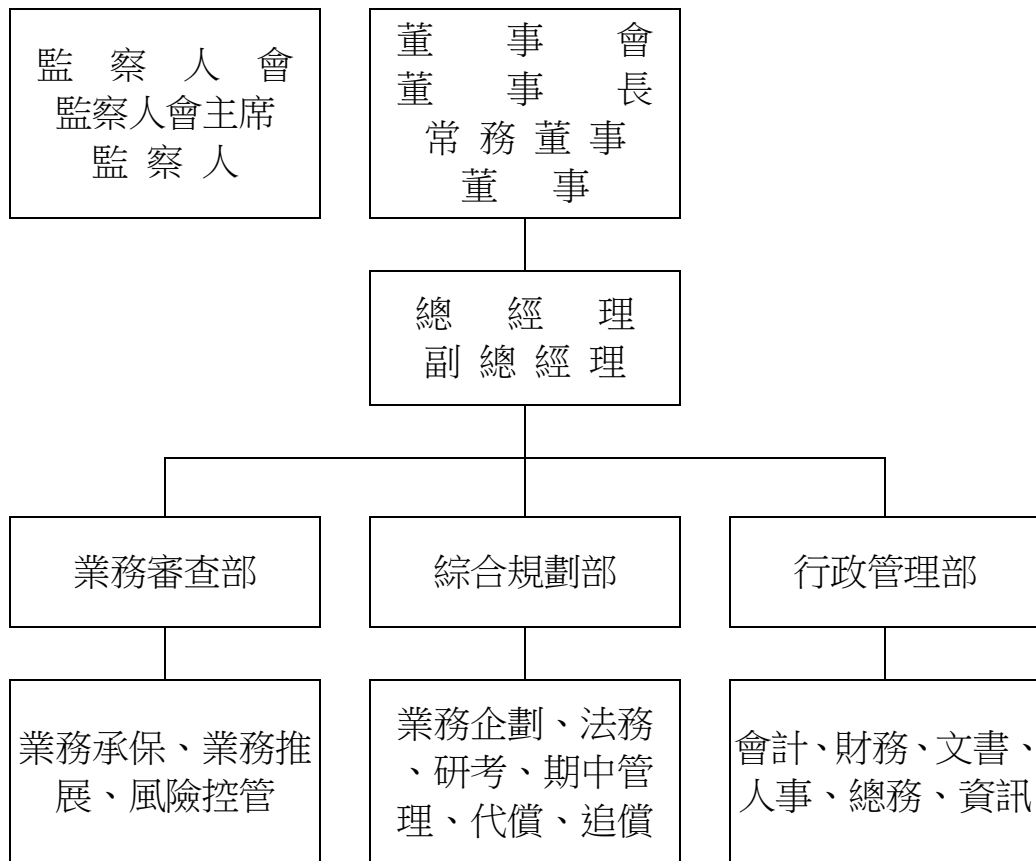 監察人會
監察人會主席
監察人
董事會
董事長
常務董事
董事
總經理
副總經理
業務審查部
綜合規劃部
行政管理部
業務承保、業務推
展、風險控管
業務企劃、法務
、研考、期中管
理、代償、追償
會計、財務、文書、
人事、總務、資訊